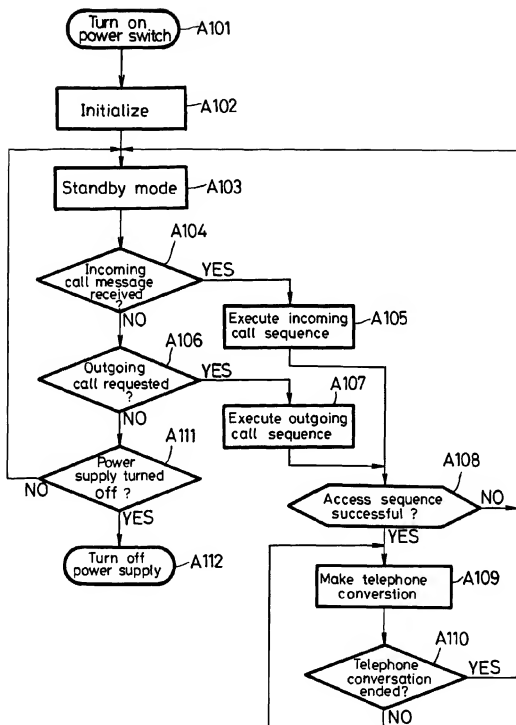 Turn on
power switch
A101
Initialize
A102
Standby mode
A103
A104
Incoming
call message
received
?
YES
NO
Execute incoming
call sequence
A105
A106
Outgoing
call requested
?
YES
NO
A107
Execute outgoing
call sequence
A111
Power
supply turned
off ?
NO
YES
A108
Access sequence
successful ?
NO
YES
Turn off
power supply
A112
Make telephone
converstion
A109
A110
Telephone
conversation
ended?
YES
NO